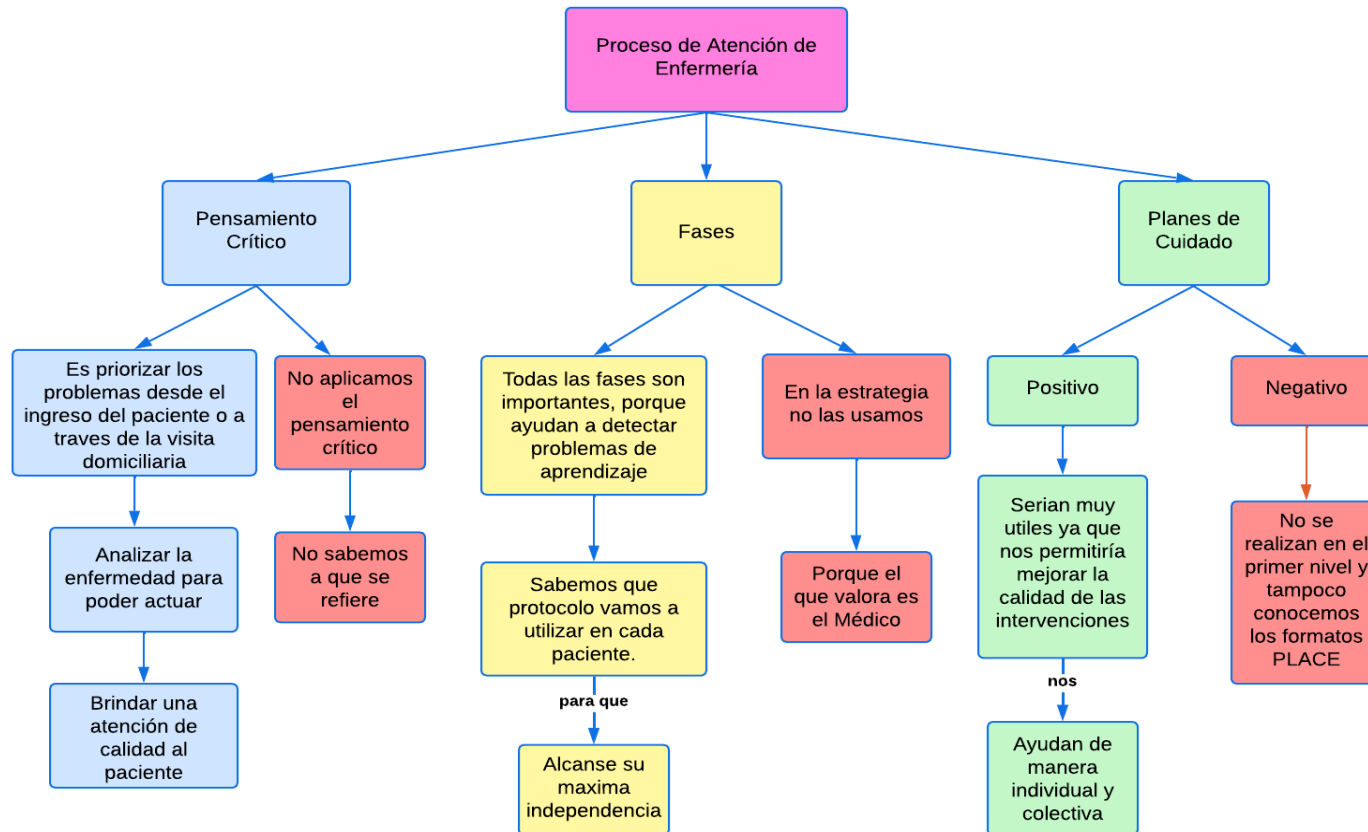 Proceso de Atención de
Enfermería
Pensamiento
Crítico
Fases
Planes de
Cuidado
Es priorizar los
problemas desde el
ingreso del paciente o a
traves de la visita
domiciliaria
No aplicamos
el
pensamiento
crítico
Todas las fases son
importantes, porque
ayudan a detectar
problemas de
aprendizaje
En la estrategia
no las usamos
Positivo
Negativo
Analizar la
enfermedad para
poder actuar
No sabemos
a que se
refiere
Sabemos que
protocolo vamos a
utilizar en cada
paciente.
Porque el
que valora es
el Médico
Serian muy
utiles ya que
nos permitiría
mejorar la
calidad de las
intervenciones
No se
realizan en el
primer nivel y
tampoco
conocemos
los formatos
PLACE
Brindar una
atención de
calidad al
paciente
para que
nos
Alcanse su
maxima
independencia
Ayudan de
manera
individual y
colectiva